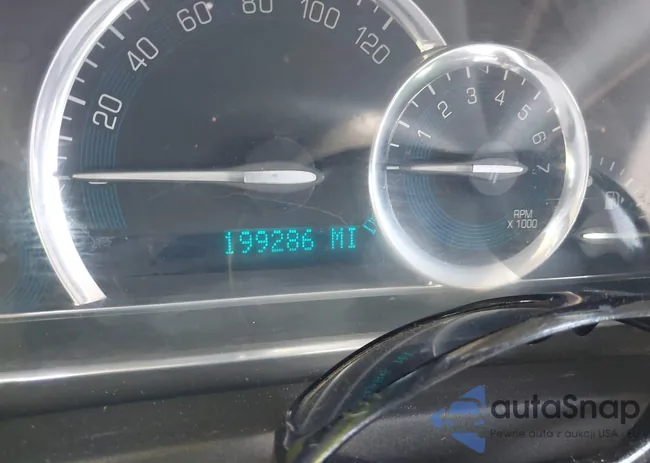 20 40 60 80 100 120
1 2 3 4 5 6 7
RPM
X 1000
199286 MI
autaSnap
Pewne auta z aukcji USA - EU